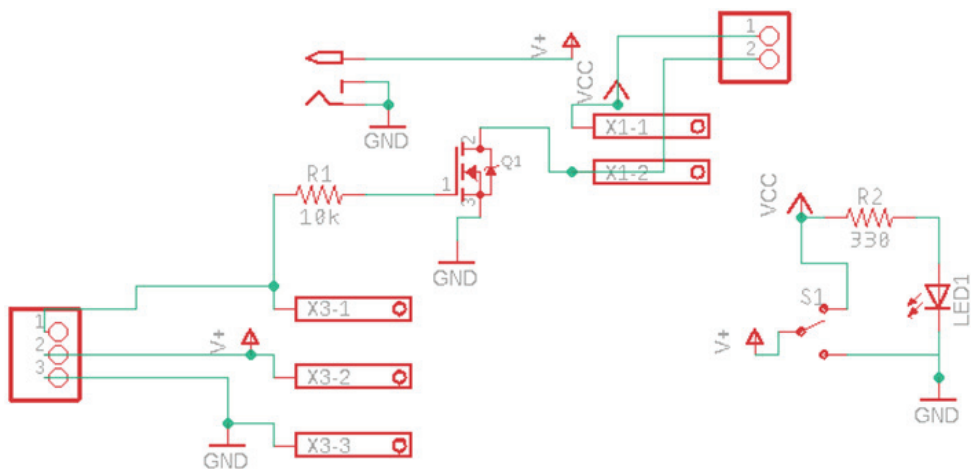 V+
1
2
VCC
X1-1
GND
2
Q1
X1-2
R1
1
10k
3
VCC
R2
330
GND
S1
LED1
X3-1
1
2
3
V+
V+
X3-2
GND
X3-3
GND